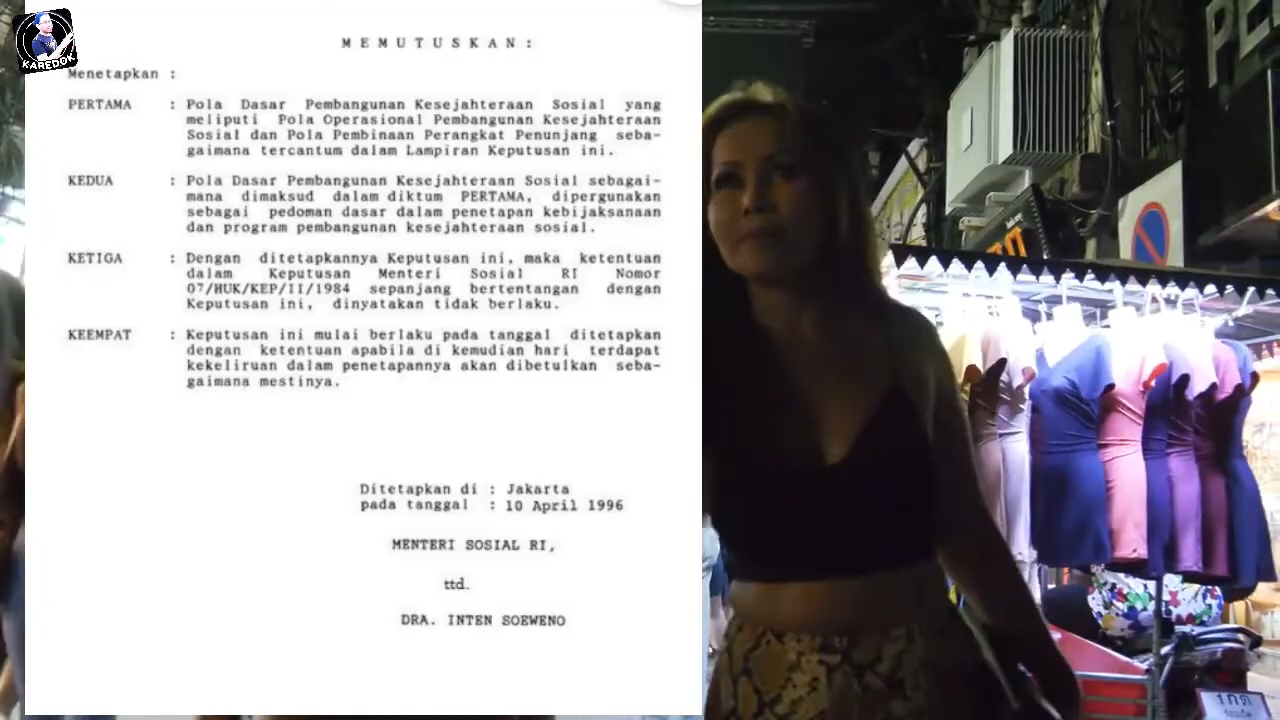 KAREDOK
MEMUTUSKAN:
Menetapkan :
PERTAMA : Pola Dasar Pembangunan Kesejahteraan Sosial yang
meliputi Pola Operasional Pembangunan Kesejahteraan
Sosial dan Pola Pembinaan Perangkat Penunjang seba-
gaimana tercantum dalam Lampiran Keputusan ini.
KEDUA : Pola Dasar Pembangunan Kesejahteraan Sosial sebagai-
mana dimaksud dalam diktum PERTAMA, dipergunakan
sebagai pedoman dasar dalam penetapan kebijaksanaan
dan program pembangunan kesejahteraan sosial.
KETIGA : Dengan ditetapkannya Keputusan ini, maka ketentuan
dalam Keputusan Menteri Sosial RI Nomor
07/HUK/KEP/II/1984 sepanjang bertentangan dengan
Keputusan ini, dinyatakan tidak berlaku.
KEEMPAT : Keputusan ini mulai berlaku pada tanggal ditetapkan
dengan ketentuan apabila di kemudian hari terdapat
kekeliruan dalam penetapannya akan dibetulkan seba-
gaimana mestinya.
Ditetapkan di : Jakarta
pada tanggal : 10 April 1996
MENTERI SOSIAL RI,
ttd.
DRA. INTEN SOEWENO